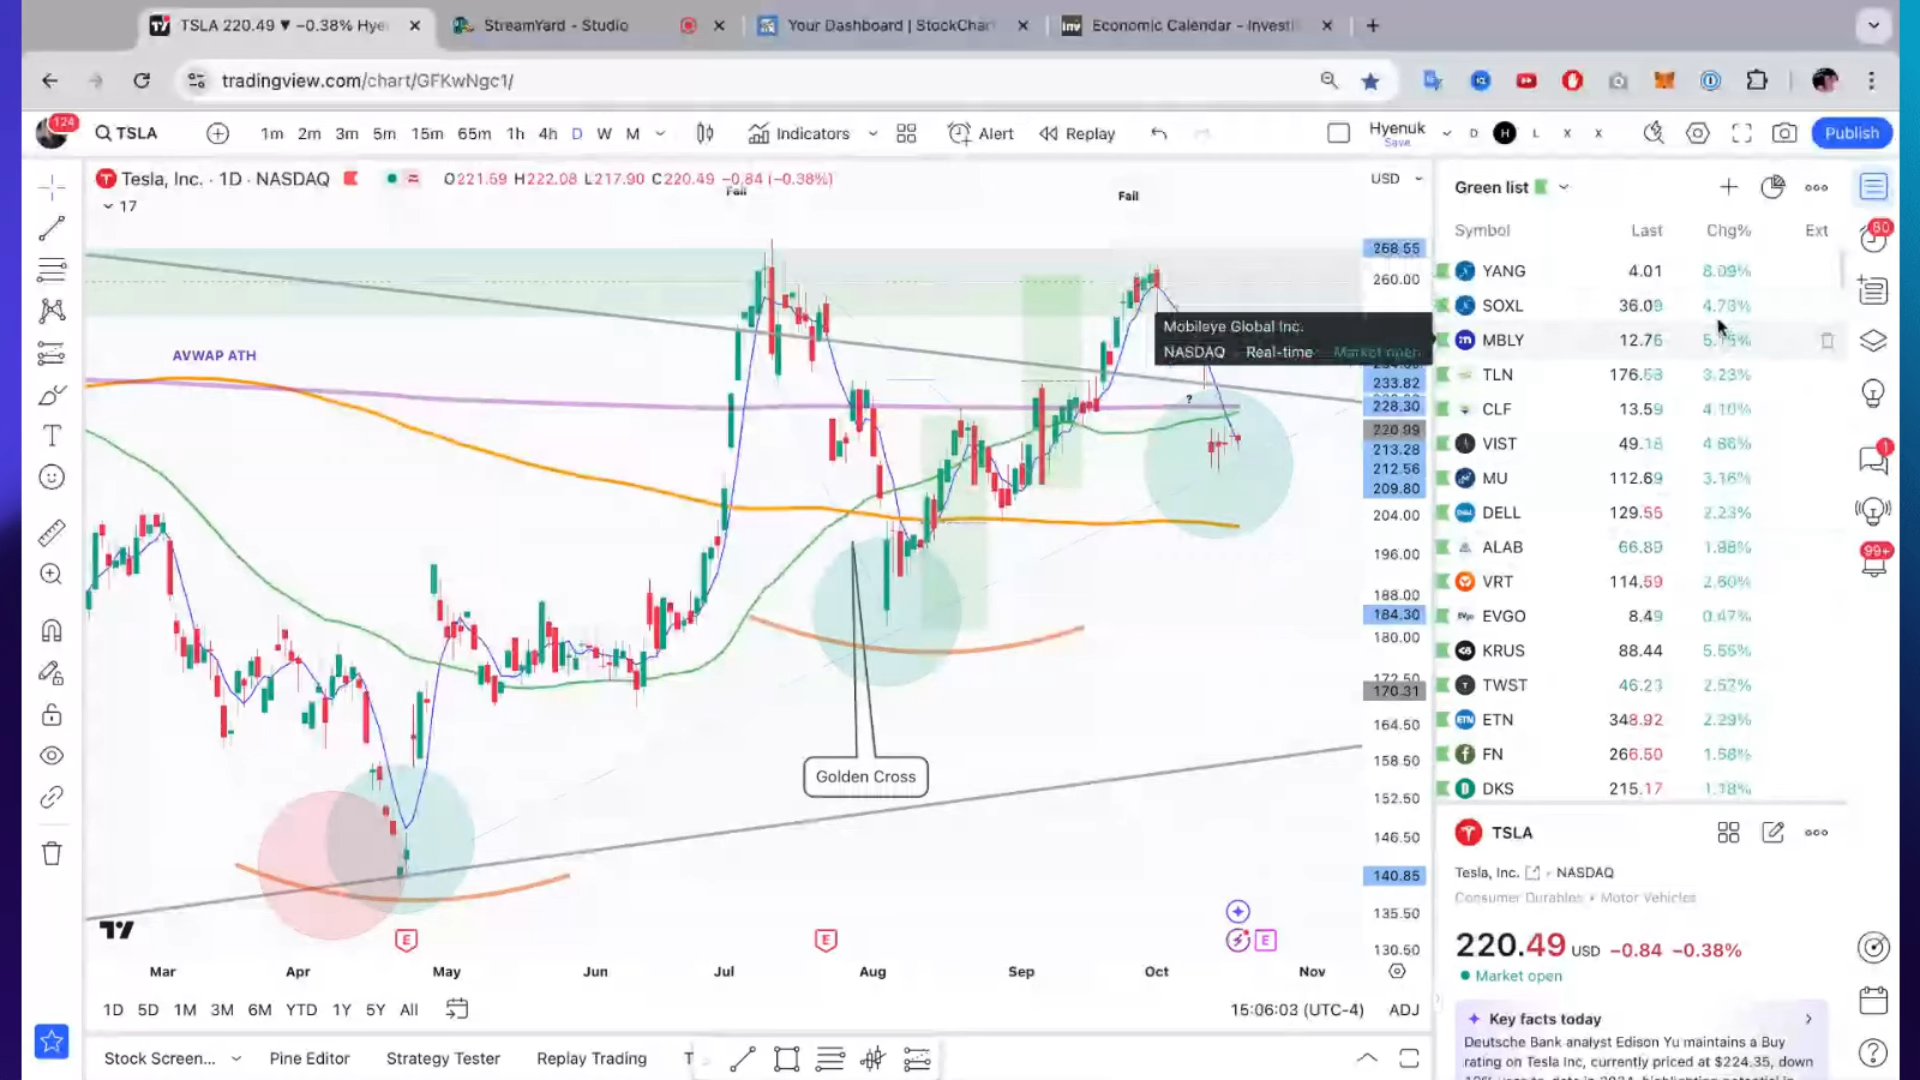 TSLA 220.49 ▼ −0.38% Hye
StreamYard - Studio
Your Dashboard | StockChar
inv
Economic Calendar - Investi
tradingview.com/chart/GFKwNgc1/
124
TSLA
1m 2m 3m 5m 15m 65m 1h 4h D W M
Indicators
Alert
Replay
Hyenuk
Save
D H L X X
Publish
Tesla, Inc. · 1D · NASDAQ
O221.59 H222.08 L217.90 C220.49 −0.84 (−0.38%)
17
Fail
Fail
USD
268.55
260.00
AVWAP ATH
Mobileye Global Inc.
NASDAQ Real-time Market open
233.82
?
228.30
220.99
213.28
212.56
209.80
204.00
196.00
188.00
184.30
180.00
172.50
170.31
164.50
158.50
152.50
146.50
140.85
135.50
130.50
Golden Cross
E
E
E
Mar Apr May Jun Jul Aug Sep Oct Nov
1D 5D 1M 3M 6M YTD 1Y 5Y All
15:06:03 (UTC-4) ADJ
Stock Screen... Pine Editor Strategy Tester Replay Trading
Green list
Symbol Last Chg% Ext
YANG 4.01 8.09%
SOXL 36.09 4.73%
MBLY 12.76
TLN 176.53 3.23%
CLF 13.59 4.10%
VIST 49.18 4.66%
MU 112.69 3.16%
DELL 129.55 2.23%
ALAB 66.89 1.98%
VRT 114.59 2.60%
EVGO 8.49 0.47%
KRUS 88.44 5.55%
TWST 46.23 2.57%
ETN 348.92 2.29%
FN 266.50 1.58%
DKS 215.17 1.18%
TSLA
Tesla, Inc. NASDAQ
Consumer Durables • Motor Vehicles
220.49 USD −0.84 −0.38%
Market open
Key facts today
Deutsche Bank analyst Edison Yu maintains a Buy
rating on Tesla Inc, currently priced at $224.35, down
80
1
99+